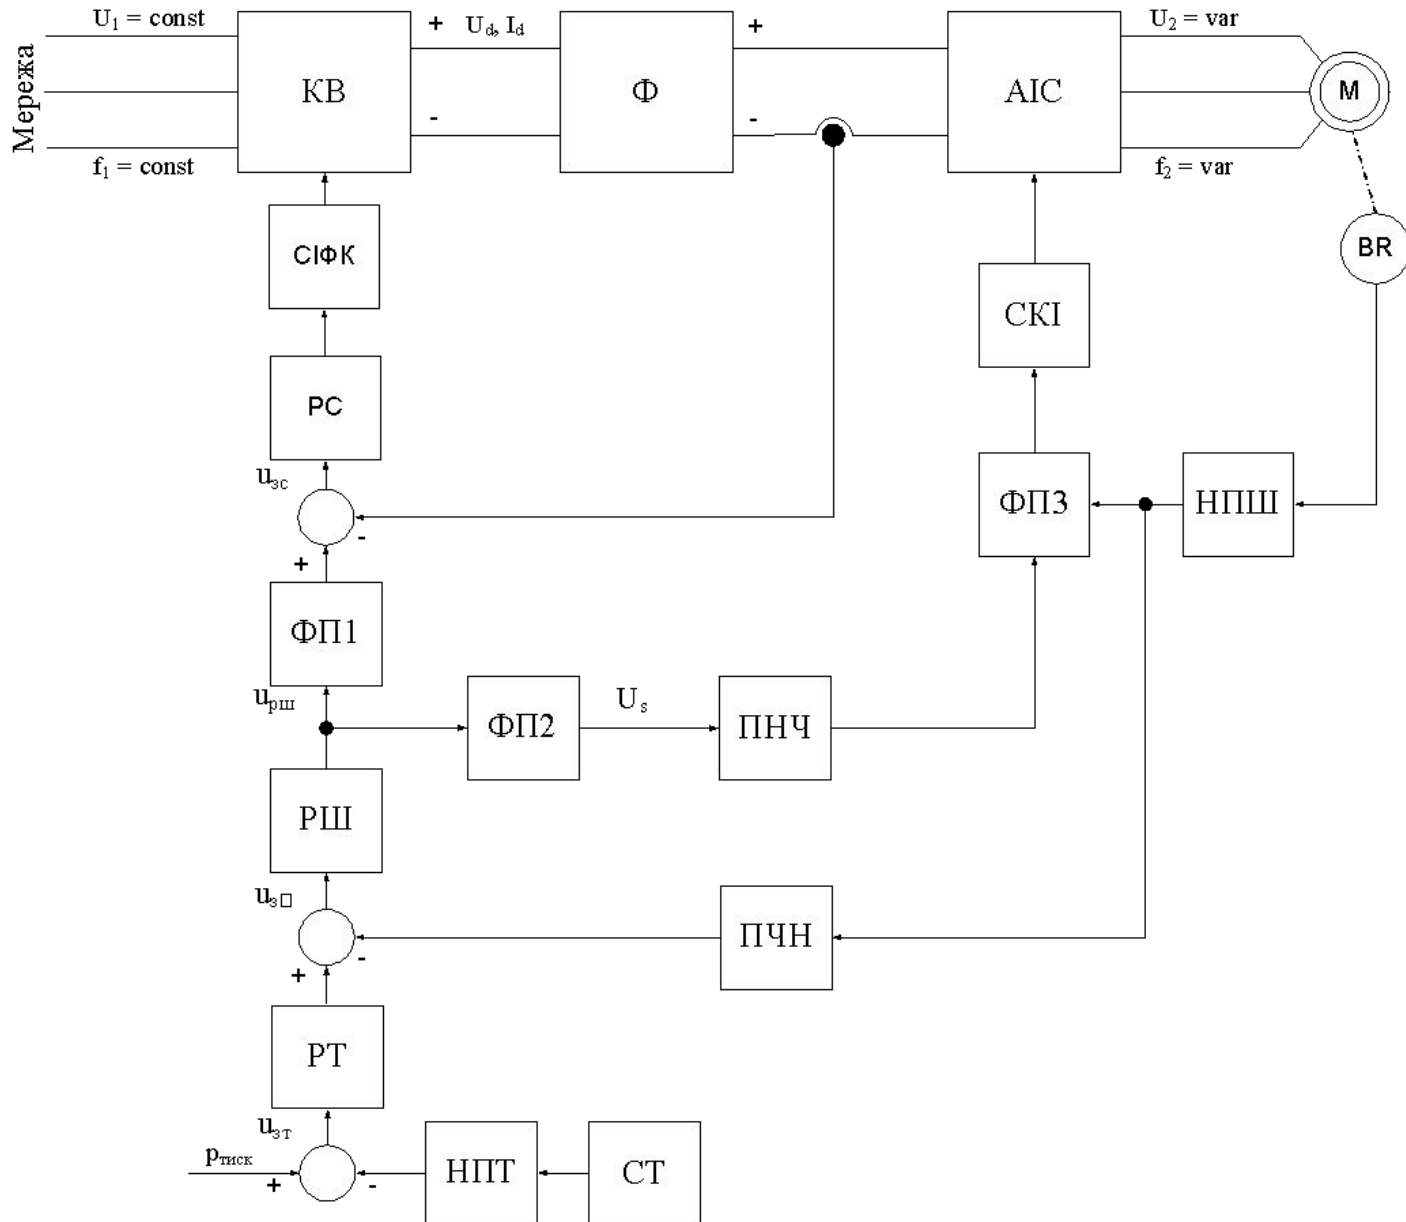 U₁ = const
+
U_d, I_d
+
U₂ = var
Мережа
КВ
Ф
АІС
М
-
-
f₁ = const
f₂ = var
СІФК
BR
СКІ
РС
u_зс
ФП3
НПШ
-
+
ФП1
u_рш
ФП2
U_s
ПНЧ
РШ
u_з□
ПЧН
-
+
РТ
u_зт
p_тиск
НПТ
СТ
+
-